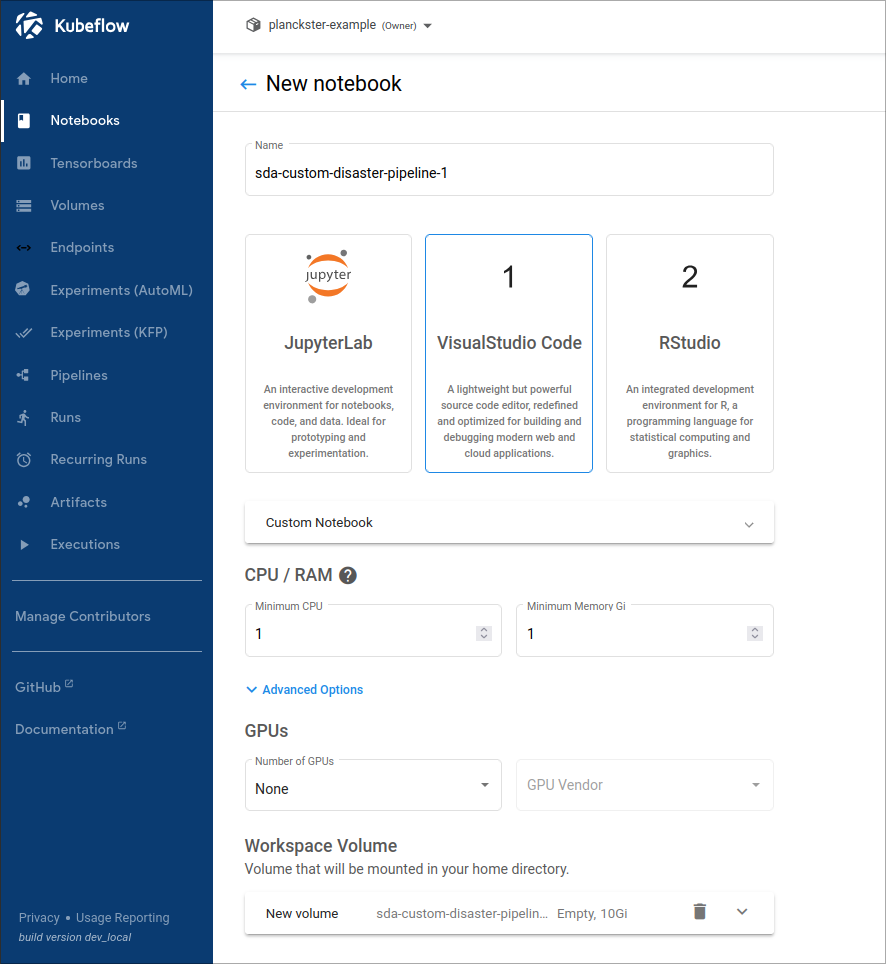 Kubeflow
Home
Notebooks
Tensorboards
Volumes
Endpoints
Experiments (AutoML)
Experiments (KFP)
Pipelines
Runs
Recurring Runs
Artifacts
Executions
Manage Contributors
GitHub
Documentation
Privacy • Usage Reporting
build version dev_local
planckster-example (Owner)
New notebook
Name
sda-custom-disaster-pipeline-1
jupyter
JupyterLab
An interactive development
environment for notebooks,
code, and data. Ideal for
prototyping and
experimentation.
1
VisualStudio Code
A lightweight but powerful
source code editor, redefined
and optimized for building and
debugging modern web and
cloud applications.
2
RStudio
An integrated development
environment for R, a
programming language for
statistical computing and
graphics.
Custom Notebook
CPU / RAM ?
Minimum CPU
1
Minimum Memory Gi
1
Advanced Options
GPUs
Number of GPUs
None
GPU Vendor
Workspace Volume
Volume that will be mounted in your home directory.
New volume sda-custom-disaster-pipelin... Empty, 10Gi